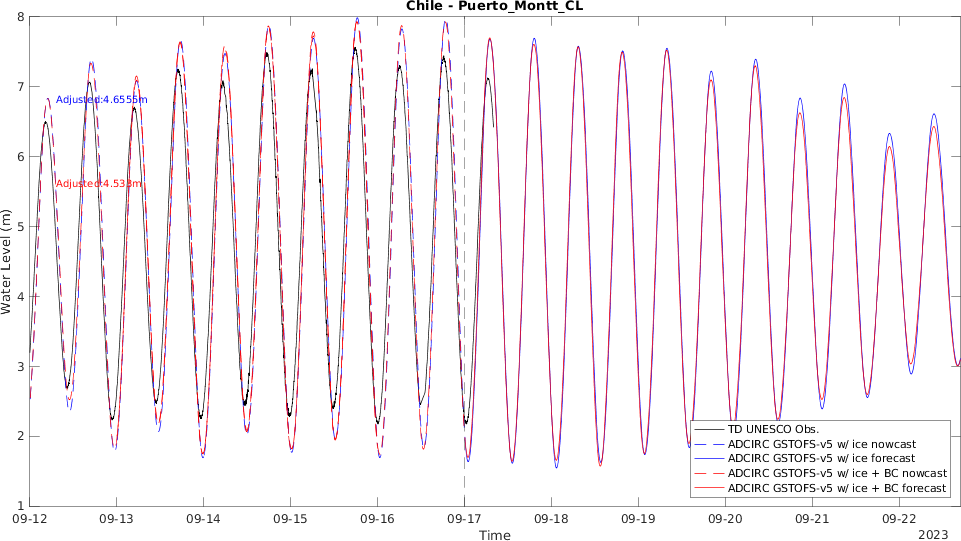 Chile - Puerto_Montt_CL
8
7
6
5
4
3
2
1
Water Level (m)
Adjusted:4.6555m
Adjusted:4.533m
TD UNESCO Obs.
ADCIRC GSTOFS-v5 w/ ice nowcast
ADCIRC GSTOFS-v5 w/ ice forecast
ADCIRC GSTOFS-v5 w/ ice + BC nowcast
ADCIRC GSTOFS-v5 w/ ice + BC forecast
09-12 09-13 09-14 09-15 09-16 09-17 09-18 09-19 09-20 09-21 09-22
Time
2023